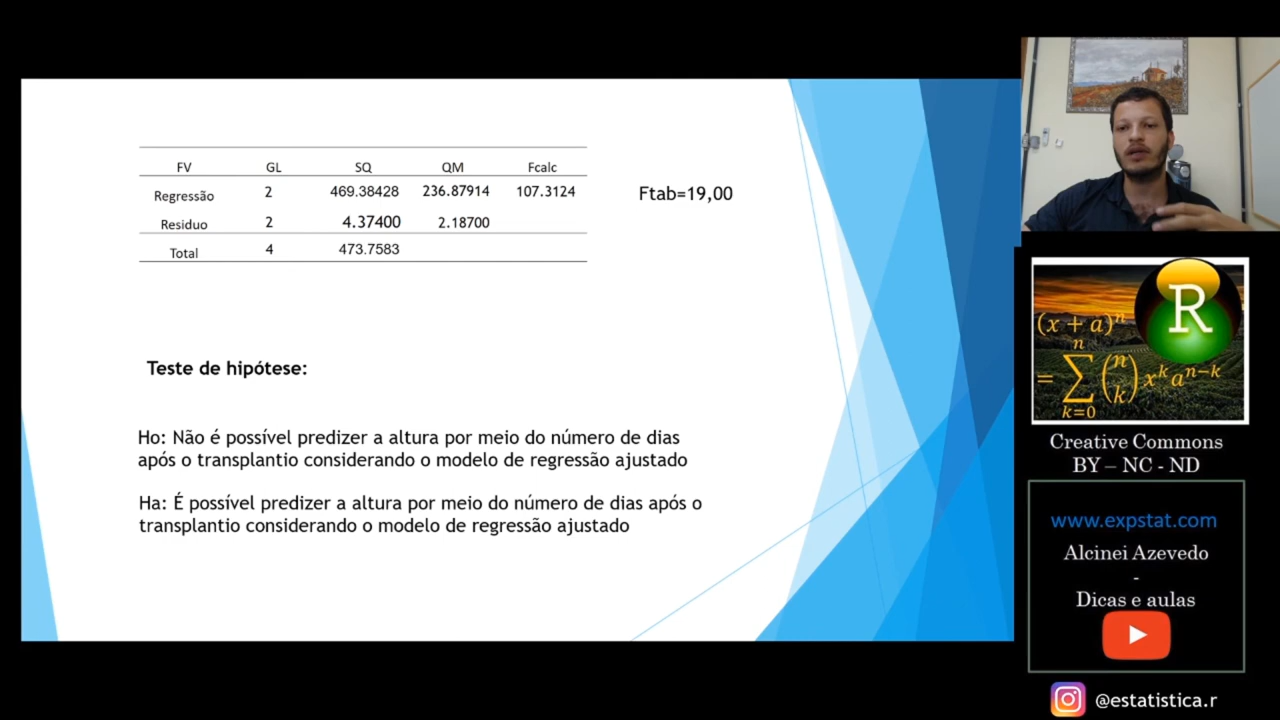 FV GL SQ QM Fcalc
Regressão 2 469.38428 236.87914 107.3124
Residuo 2 4.37400 2.18700
Total 4 473.7583
Ftab=19,00
Teste de hipótese:
Ho: Não é possível predizer a altura por meio do número de dias
após o transplantio considerando o modelo de regressão ajustado
Ha: É possível predizer a altura por meio do número de dias após o
transplantio considerando o modelo de regressão ajustado
R
(x + a)^n
= ∑_{k=0}^{n} (n k) x^k a^{n-k}
Creative Commons
BY – NC - ND
www.expstat.com
Alcinei Azevedo
-
Dicas e aulas
@estatistica.r